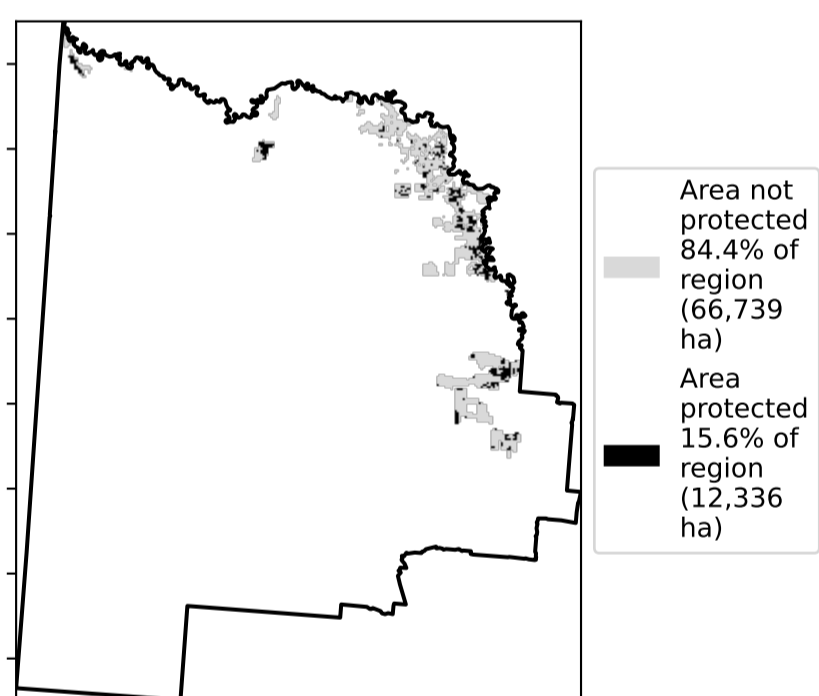 Area not
protected
84.4% of
region
(66,739
ha)
Area
protected
15.6% of
region
(12,336
ha)